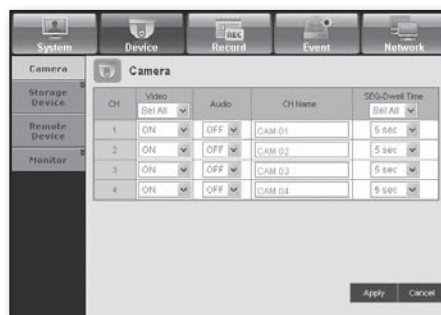 System Device Record Event Network
Camera
Storage Device
Remote Device
Monitor
Camera
CH Video Audio CH Name SEQ-Dwell Time
Sel All Sel All
1 ON OFF CAM 01 5 sec
2 ON OFF CAM 02 5 sec
3 ON OFF CAM 03 5 sec
4 ON OFF CAM 04 5 sec
Apply Cancel